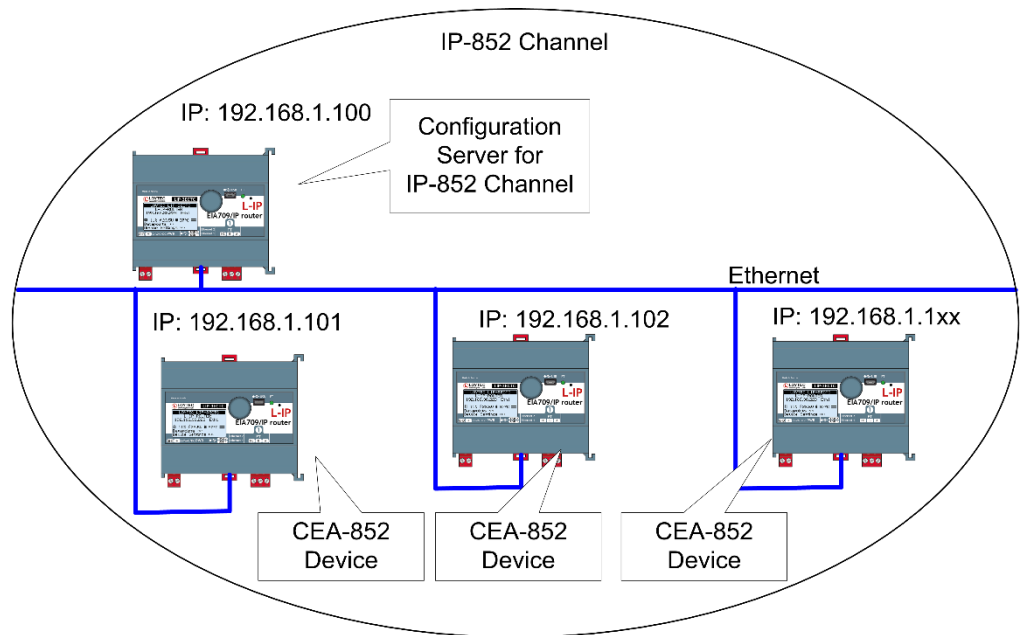 IP-852 Channel
IP: 192.168.1.100
Configuration
Server for
IP-852 Channel
L-IP
EIA709/IP router
Ethernet
IP: 192.168.1.101
IP: 192.168.1.102
IP: 192.168.1.1xx
L-IP
EIA709/IP router
L-IP
EIA709/IP router
L-IP
EIA709/IP router
CEA-852
Device
CEA-852
Device
CEA-852
Device